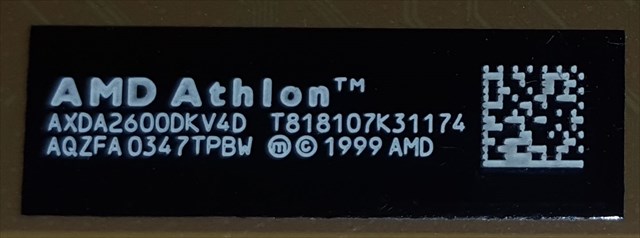 AMD Athlon™
AXDA2600DKV4D T818107K31174
AQZFA 0347TPBW ⓜ © 1999 AMD